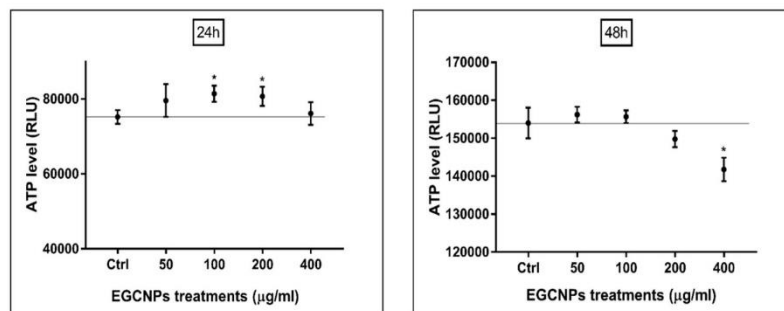 24h
ATP level (RLU)
80000
60000
40000
*
*
Ctrl 50 100 200 400
EGCNPs treatments (μg/ml)
48h
ATP level (RLU)
170000
160000
150000
140000
130000
120000
*
Ctrl 50 100 200 400
EGCNPs treatments (μg/ml)